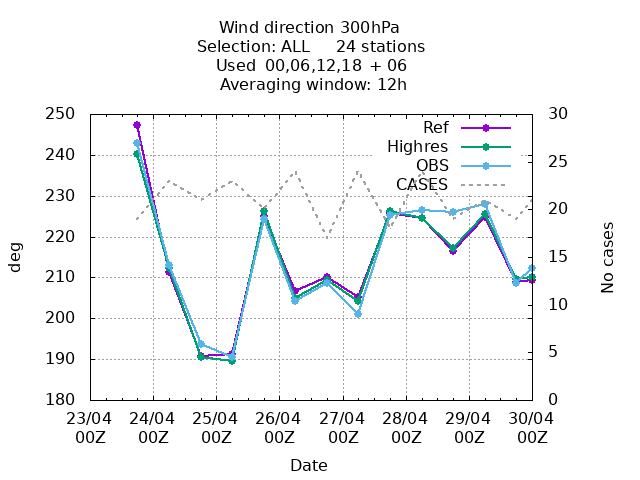 Wind direction 300hPa
Selection: ALL 24 stations
Used 00,06,12,18 + 06
Averaging window: 12h
250
240
230
220
210
200
190
180
deg
30
25
20
15
10
5
0
No cases
Ref
Highres
OBS
CASES
23/04 24/04 25/04 26/04 27/04 28/04 29/04 30/04
00Z 00Z 00Z 00Z 00Z 00Z 00Z 00Z
Date